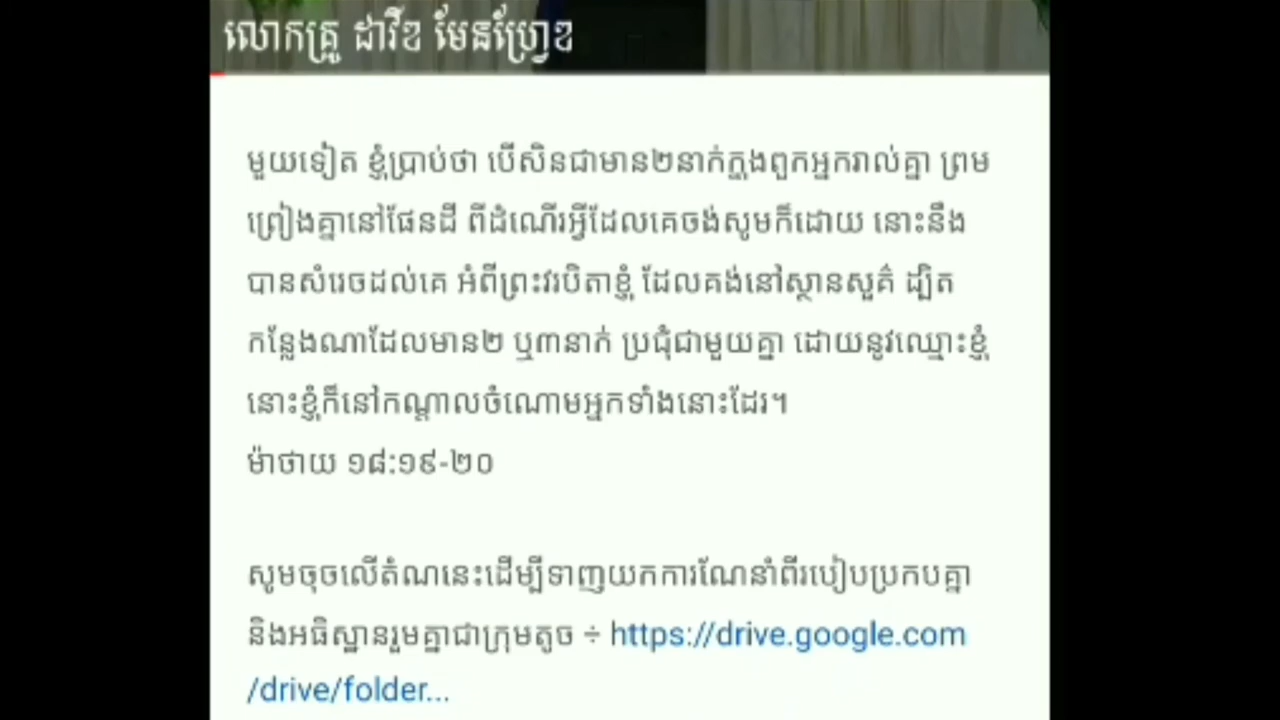 លោកគ្រូ ដាវីឌ មែនហ្វ្រែឌ
មួយទៀត ខ្ញុំប្រាប់ថា បើសិនជាមាន២នាក់ក្នុងពួកអ្នករាល់គ្នា ព្រម
ព្រៀងគ្នានៅផែនដី ពីដំណើរអ្វីដែលគេចង់សូមក៏ដោយ នោះនឹង
បានសំរេចដល់គេ អំពីព្រះវរបិតាខ្ញុំ ដែលគង់នៅស្ថានសួគ៌ ដ្បិត
កន្លែងណាដែលមាន២ ឬ៣នាក់ ប្រជុំជាមួយគ្នា ដោយនូវឈ្មោះខ្ញុំ
នោះខ្ញុំក៏នៅកណ្តាលចំណោមអ្នកទាំងនោះដែរ។
ម៉ាថាយ ១៨:១៩-២០
សូមចុចលើតំណនេះដើម្បីទាញយកការណែនាំពីរបៀបប្រកបគ្នា
និងអធិស្ឋានរួមគ្នាជាក្រុមតូច ÷ https://drive.google.com
/drive/folder...